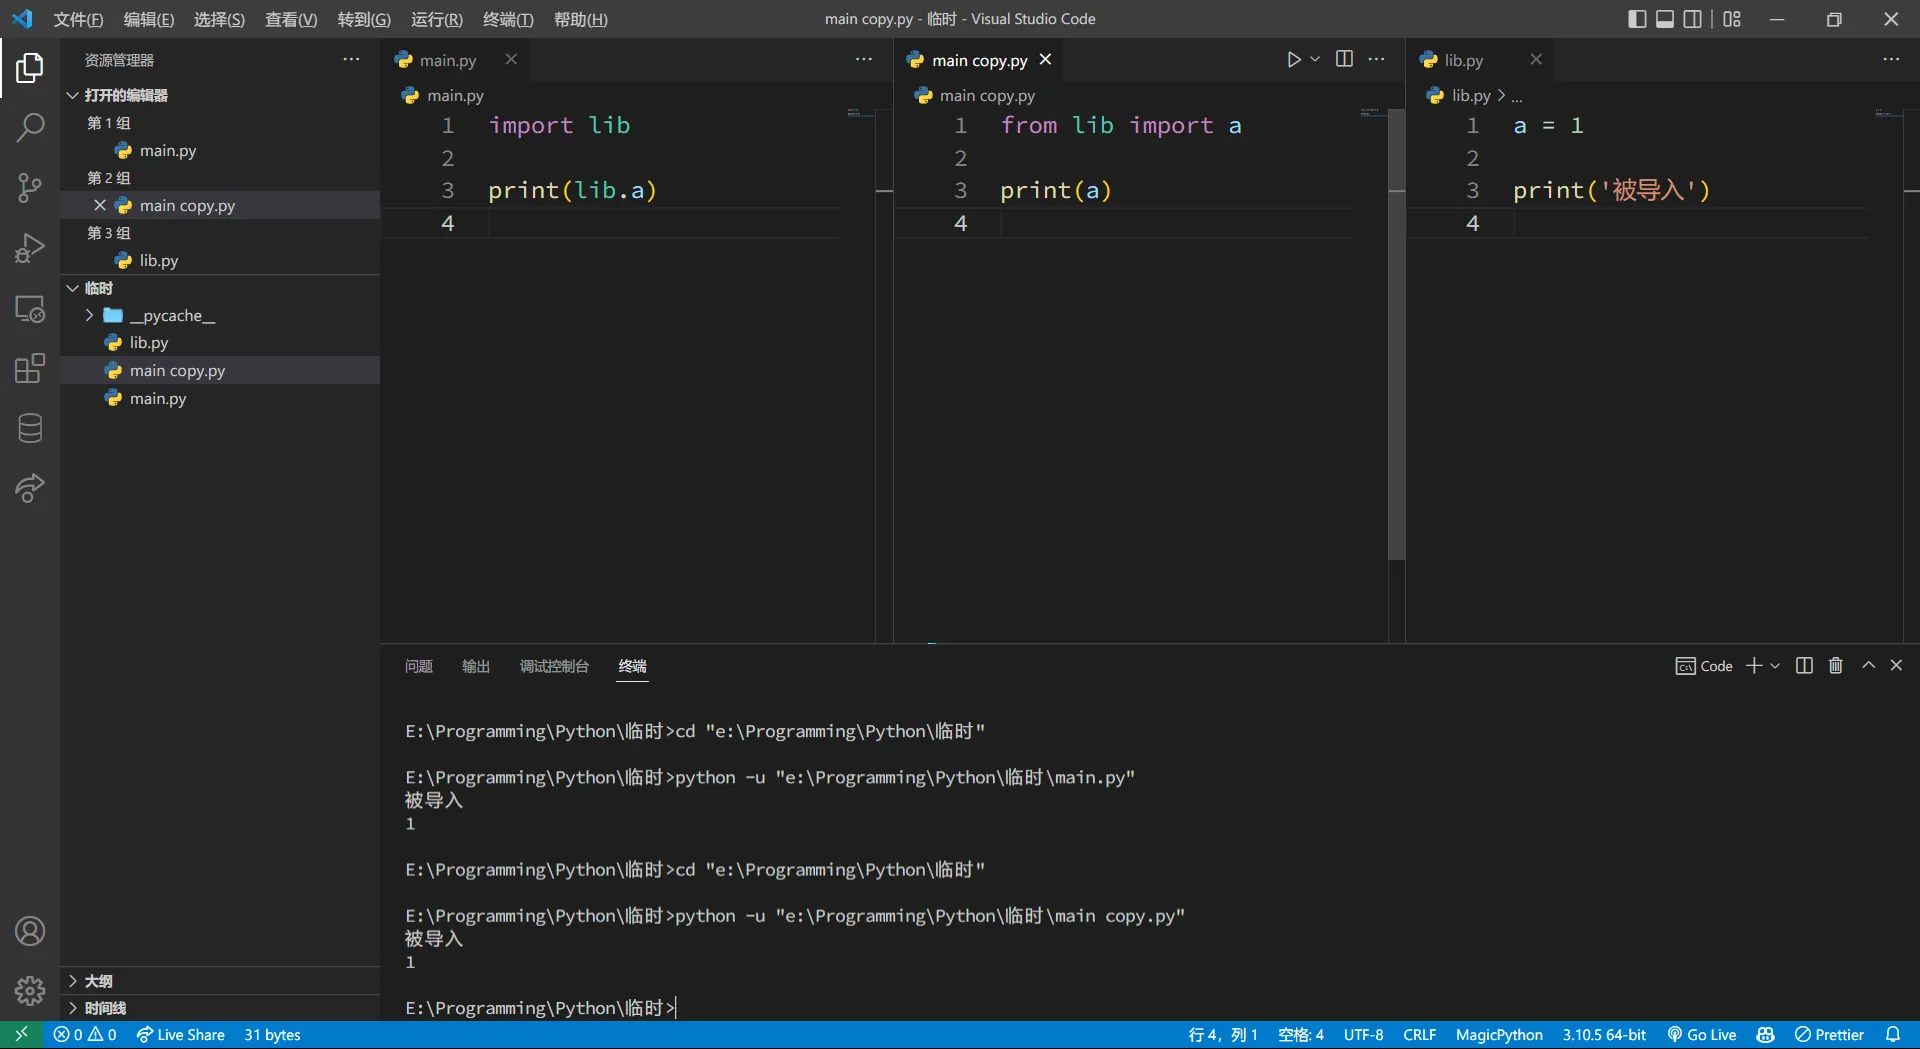 文件(F) 编辑(E) 选择(S) 查看(V) 转到(G) 运行(R) 终端(T) 帮助(H) main copy.py - 临时 - Visual Studio Code
资源管理器
打开的编辑器
第 1 组
main.py
第 2 组
main copy.py
第 3 组
lib.py
临时
__pycache__
lib.py
main copy.py
main.py
大纲
时间线
main.py
main.py
1 import lib
2
3 print(lib.a)
4
main copy.py
main copy.py
1 from lib import a
2
3 print(a)
4
lib.py
lib.py > ...
1 a = 1
2
3 print('被导入')
4
问题 输出 调试控制台 终端 Code
E:\Programming\Python\临时>cd "e:\Programming\Python\临时"
E:\Programming\Python\临时>python -u "e:\Programming\Python\临时\main.py"
被导入
1
E:\Programming\Python\临时>cd "e:\Programming\Python\临时"
E:\Programming\Python\临时>python -u "e:\Programming\Python\临时\main copy.py"
被导入
1
E:\Programming\Python\临时>
0 0 Live Share 31 bytes 行 4，列 1 空格: 4 UTF-8 CRLF MagicPython 3.10.5 64-bit Go Live Prettier